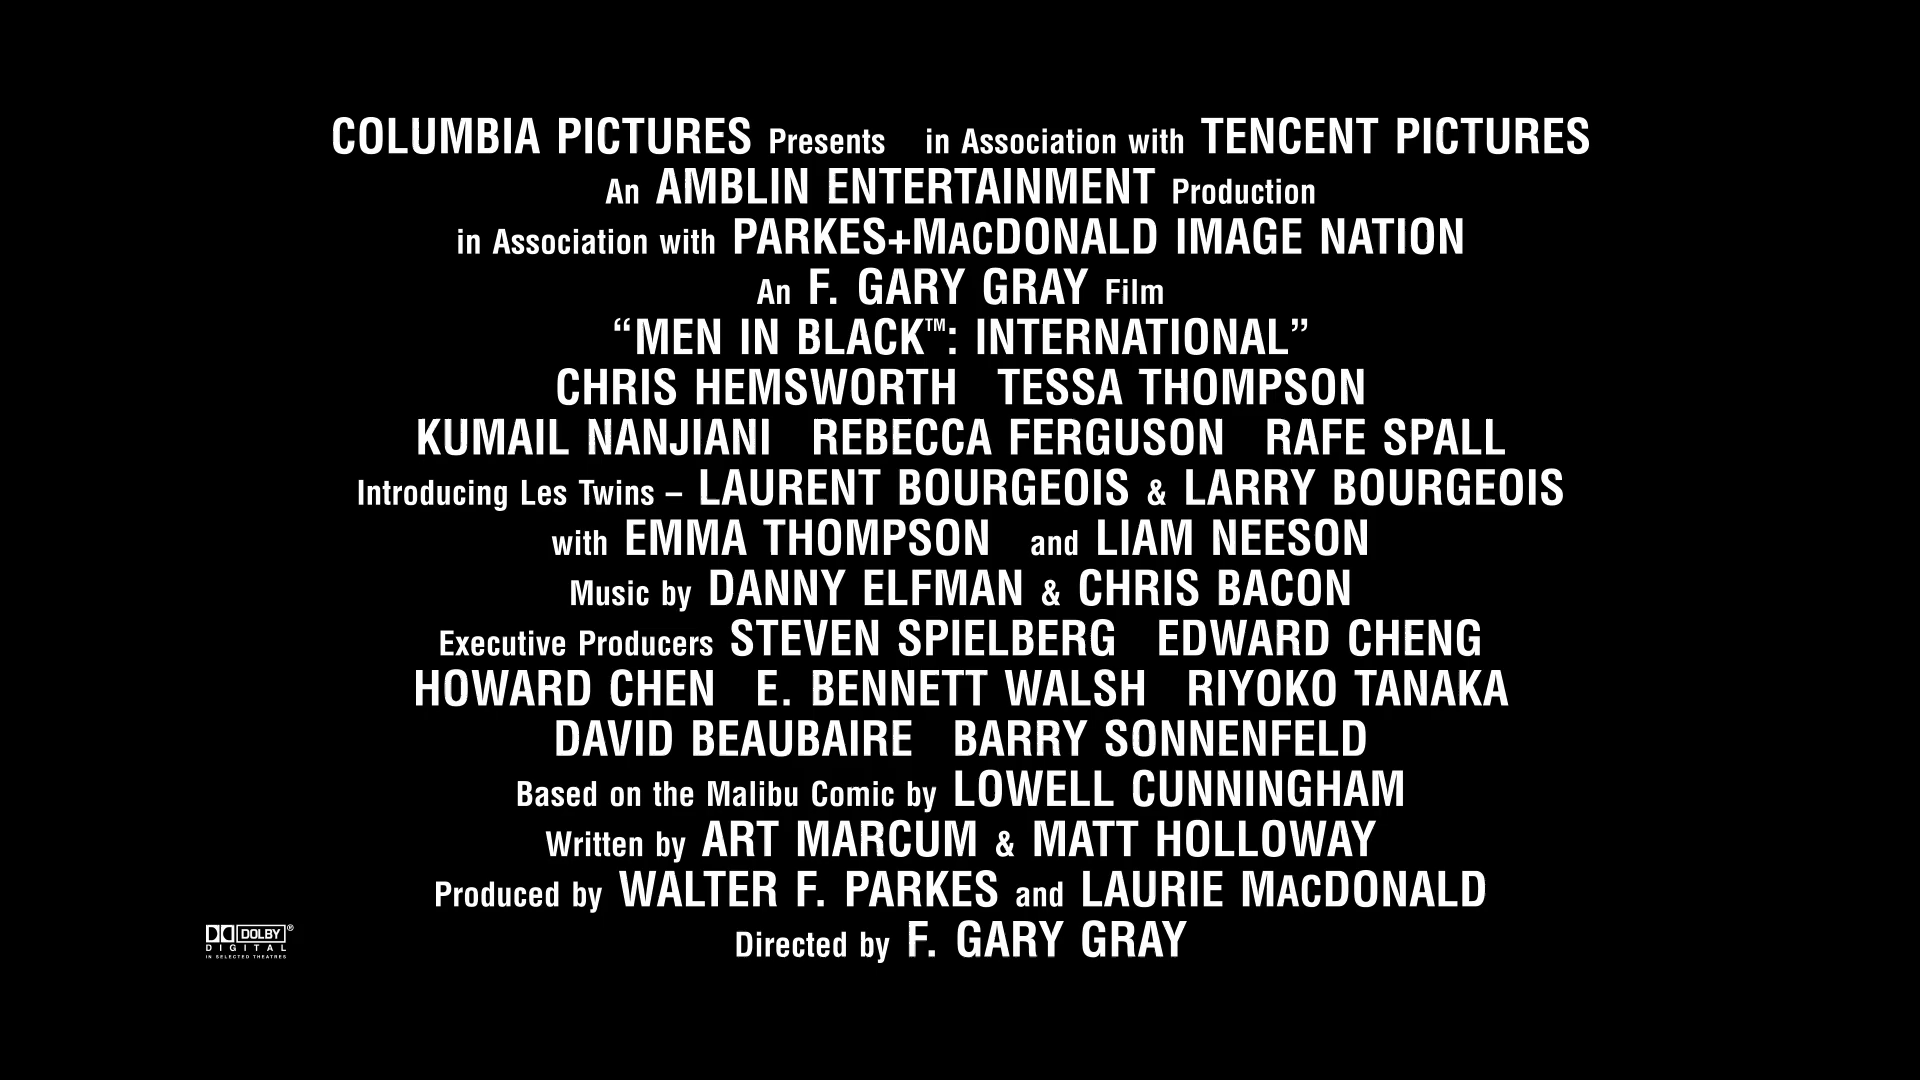 COLUMBIA PICTURES Presents in Association with TENCENT PICTURES
An AMBLIN ENTERTAINMENT Production
in Association with PARKES+MACDONALD IMAGE NATION
An F. GARY GRAY Film
“MEN IN BLACK™: INTERNATIONAL”
CHRIS HEMSWORTH TESSA THOMPSON
KUMAIL NANJIANI REBECCA FERGUSON RAFE SPALL
Introducing Les Twins – LAURENT BOURGEOIS & LARRY BOURGEOIS
with EMMA THOMPSON and LIAM NEESON
Music by DANNY ELFMAN & CHRIS BACON
Executive Producers STEVEN SPIELBERG EDWARD CHENG
HOWARD CHEN E. BENNETT WALSH RIYOKO TANAKA
DAVID BEAUBAIRE BARRY SONNENFELD
Based on the Malibu Comic by LOWELL CUNNINGHAM
Written by ART MARCUM & MATT HOLLOWAY
Produced by WALTER F. PARKES and LAURIE MACDONALD
Directed by F. GARY GRAY
DOLBY®
DIGITAL
IN SELECTED THEATRES